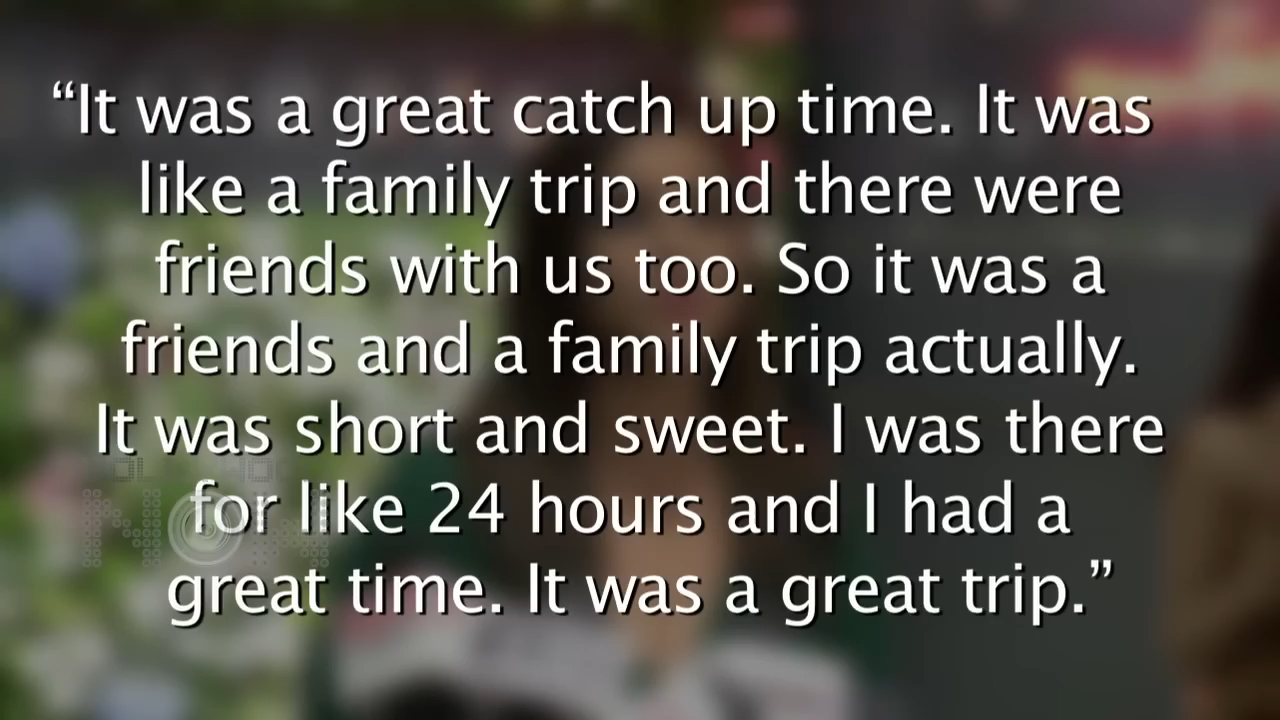 “It was a great catch up time. It was
like a family trip and there were
friends with us too. So it was a
friends and a family trip actually.
It was short and sweet. I was there
for like 24 hours and I had a
great time. It was a great trip.”